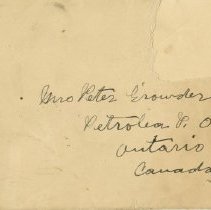 Mrs Peter Crowder
Petrolea P. O
Ontario
Canada